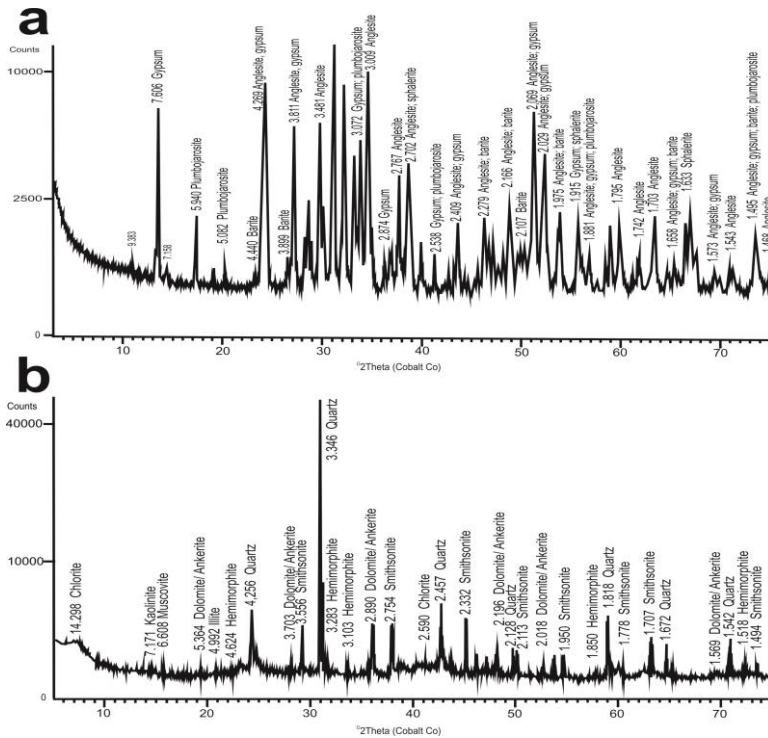 a
Counts
10000
2500
0
9.383
7.606 Gypsum
7.158
5.940 Plumbojarosite
5.082 Plumbojarosite
4.440 Barite
4.269 Anglesite, gypsum
3.899 Barite
3.811 Anglesite, gypsum
3.481 Anglesite
3.072 Gypsum; plumbojarosite
3.009 Anglesite
2.874 Gypsum
2.767 Anglesite
2.702 Anglesite; sphalerite
2.538 Gypsum; plumbojarosite
2.409 Anglesite; gypsum
2.279 Anglesite; barite
2.166 Anglesite; barite
2.107 Barite
2.069 Anglesite; gypsum
2.029 Anglesite; gypsum
1.975 Anglesite; barite
1.915 Gypsum; sphalerite
1.881 Anglesite; gypsum; plumbojarosite
1.795 Anglesite
1.742 Anglesite
1.703 Anglesite
1.658 Anglesite; gypsum; barite
1.633 Sphalerite
1.573 Anglesite; gypsum
1.543 Anglesite
1.495 Anglesite; gypsum; barite; plumbojarosite
1.468 Anglesite
10 20 30 40 50 60 70
°2Theta (Cobalt Co)
b
Counts
40000
10000
0
14.298 Chlorite
7.171 Kaolinite
6.608 Muscovite
5.364 Dolomite/ Ankerite
4.992 Illite
4.624 Hemimorphite
4,256 Quartz
3.703 Dolomite/ Ankerite
3.556 Smithsonite
3.346 Quartz
3.283 Hemimorphite
3.103 Hemimorphite
2.890 Dolomite/ Ankerite
2.754 Smithsonite
2.590 Chlorite
2.457 Quartz
2.332 Smithsonite
2.196 Dolomite/ Ankerite
2.128 Quartz
2.113 Smithsonite
2.018 Dolomite/ Ankerite
1.950 Smithsonite
1.850 Hemimorphite
1.818 Quartz
1.778 Smithsonite
1.707 Smithsonite
1.672 Quartz
1.569 Dolomite/ Ankerite
1.542 Quartz
1.518 Hemimorphite
1.494 Smithsonite
10 20 30 40 50 60 70
°2Theta (Cobalt Co)